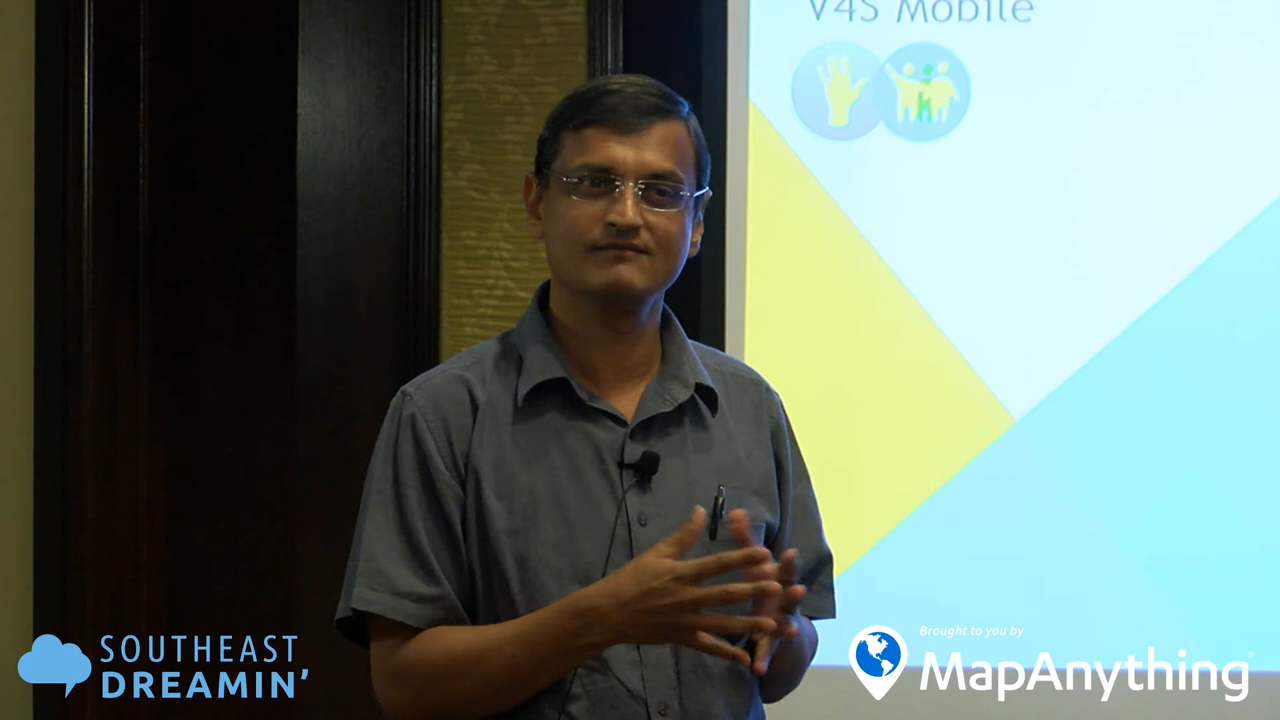 V4S Mobile
SOUTHEAST
DREAMIN'
Brought to you by
MapAnything